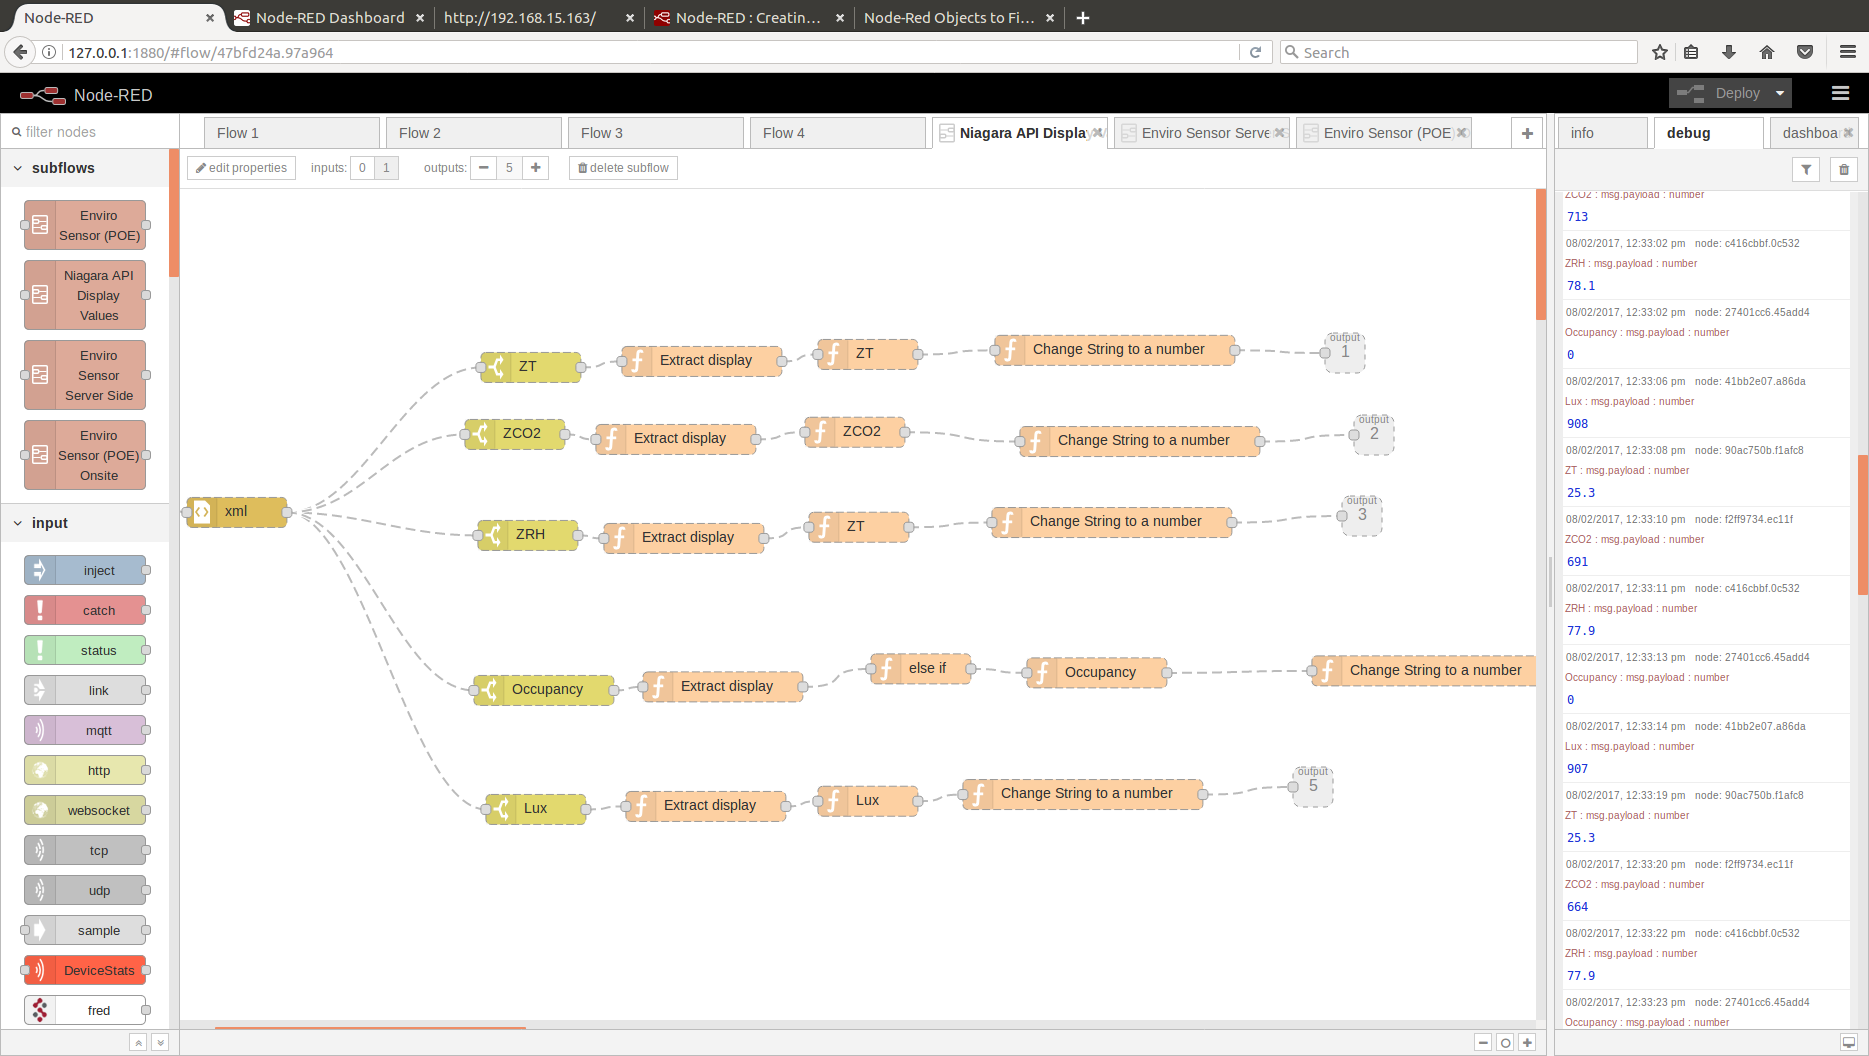 Node-RED
Node-RED Dashboard
http://192.168.15.163/
Node-RED : Creatin...
Node-Red Objects to Fi...
127.0.0.1:1880/#flow/47bfd24a.97a964
Search
Node-RED
Deploy
filter nodes
Flow 1
Flow 2
Flow 3
Flow 4
Niagara API Display
Enviro Sensor Serve
Enviro Sensor (POE)
info
debug
dashboa
edit properties
inputs: 0 1
outputs: 5
delete subflow
subflows
Enviro
Sensor (POE)
Niagara API
Display
Values
Enviro
Sensor
Server Side
Enviro
Sensor (POE)
Onsite
input
inject
catch
status
link
mqtt
http
websocket
tcp
udp
sample
DeviceStats
fred
xml
ZT
Extract display
ZT
Change String to a number
output
1
ZCO2
Extract display
ZCO2
Change String to a number
output
2
ZRH
Extract display
ZT
Change String to a number
output
3
Occupancy
Extract display
else if
Occupancy
Change String to a number
Lux
Extract display
Lux
Change String to a number
output
5
ZCO2 : msg.payload : number
713
08/02/2017, 12:33:02 pm node: c416cbbf.0c532
ZRH : msg.payload : number
78.1
08/02/2017, 12:33:02 pm node: 27401cc6.45add4
Occupancy : msg.payload : number
0
08/02/2017, 12:33:06 pm node: 41bb2e07.a86da
Lux : msg.payload : number
908
08/02/2017, 12:33:08 pm node: 90ac750b.f1afc8
ZT : msg.payload : number
25.3
08/02/2017, 12:33:10 pm node: f2ff9734.ec11f
ZCO2 : msg.payload : number
691
08/02/2017, 12:33:11 pm node: c416cbbf.0c532
ZRH : msg.payload : number
77.9
08/02/2017, 12:33:13 pm node: 27401cc6.45add4
Occupancy : msg.payload : number
0
08/02/2017, 12:33:14 pm node: 41bb2e07.a86da
Lux : msg.payload : number
907
08/02/2017, 12:33:19 pm node: 90ac750b.f1afc8
ZT : msg.payload : number
25.3
08/02/2017, 12:33:20 pm node: f2ff9734.ec11f
ZCO2 : msg.payload : number
664
08/02/2017, 12:33:22 pm node: c416cbbf.0c532
ZRH : msg.payload : number
77.9
08/02/2017, 12:33:23 pm node: 27401cc6.45add4
Occupancy : msg.payload : number